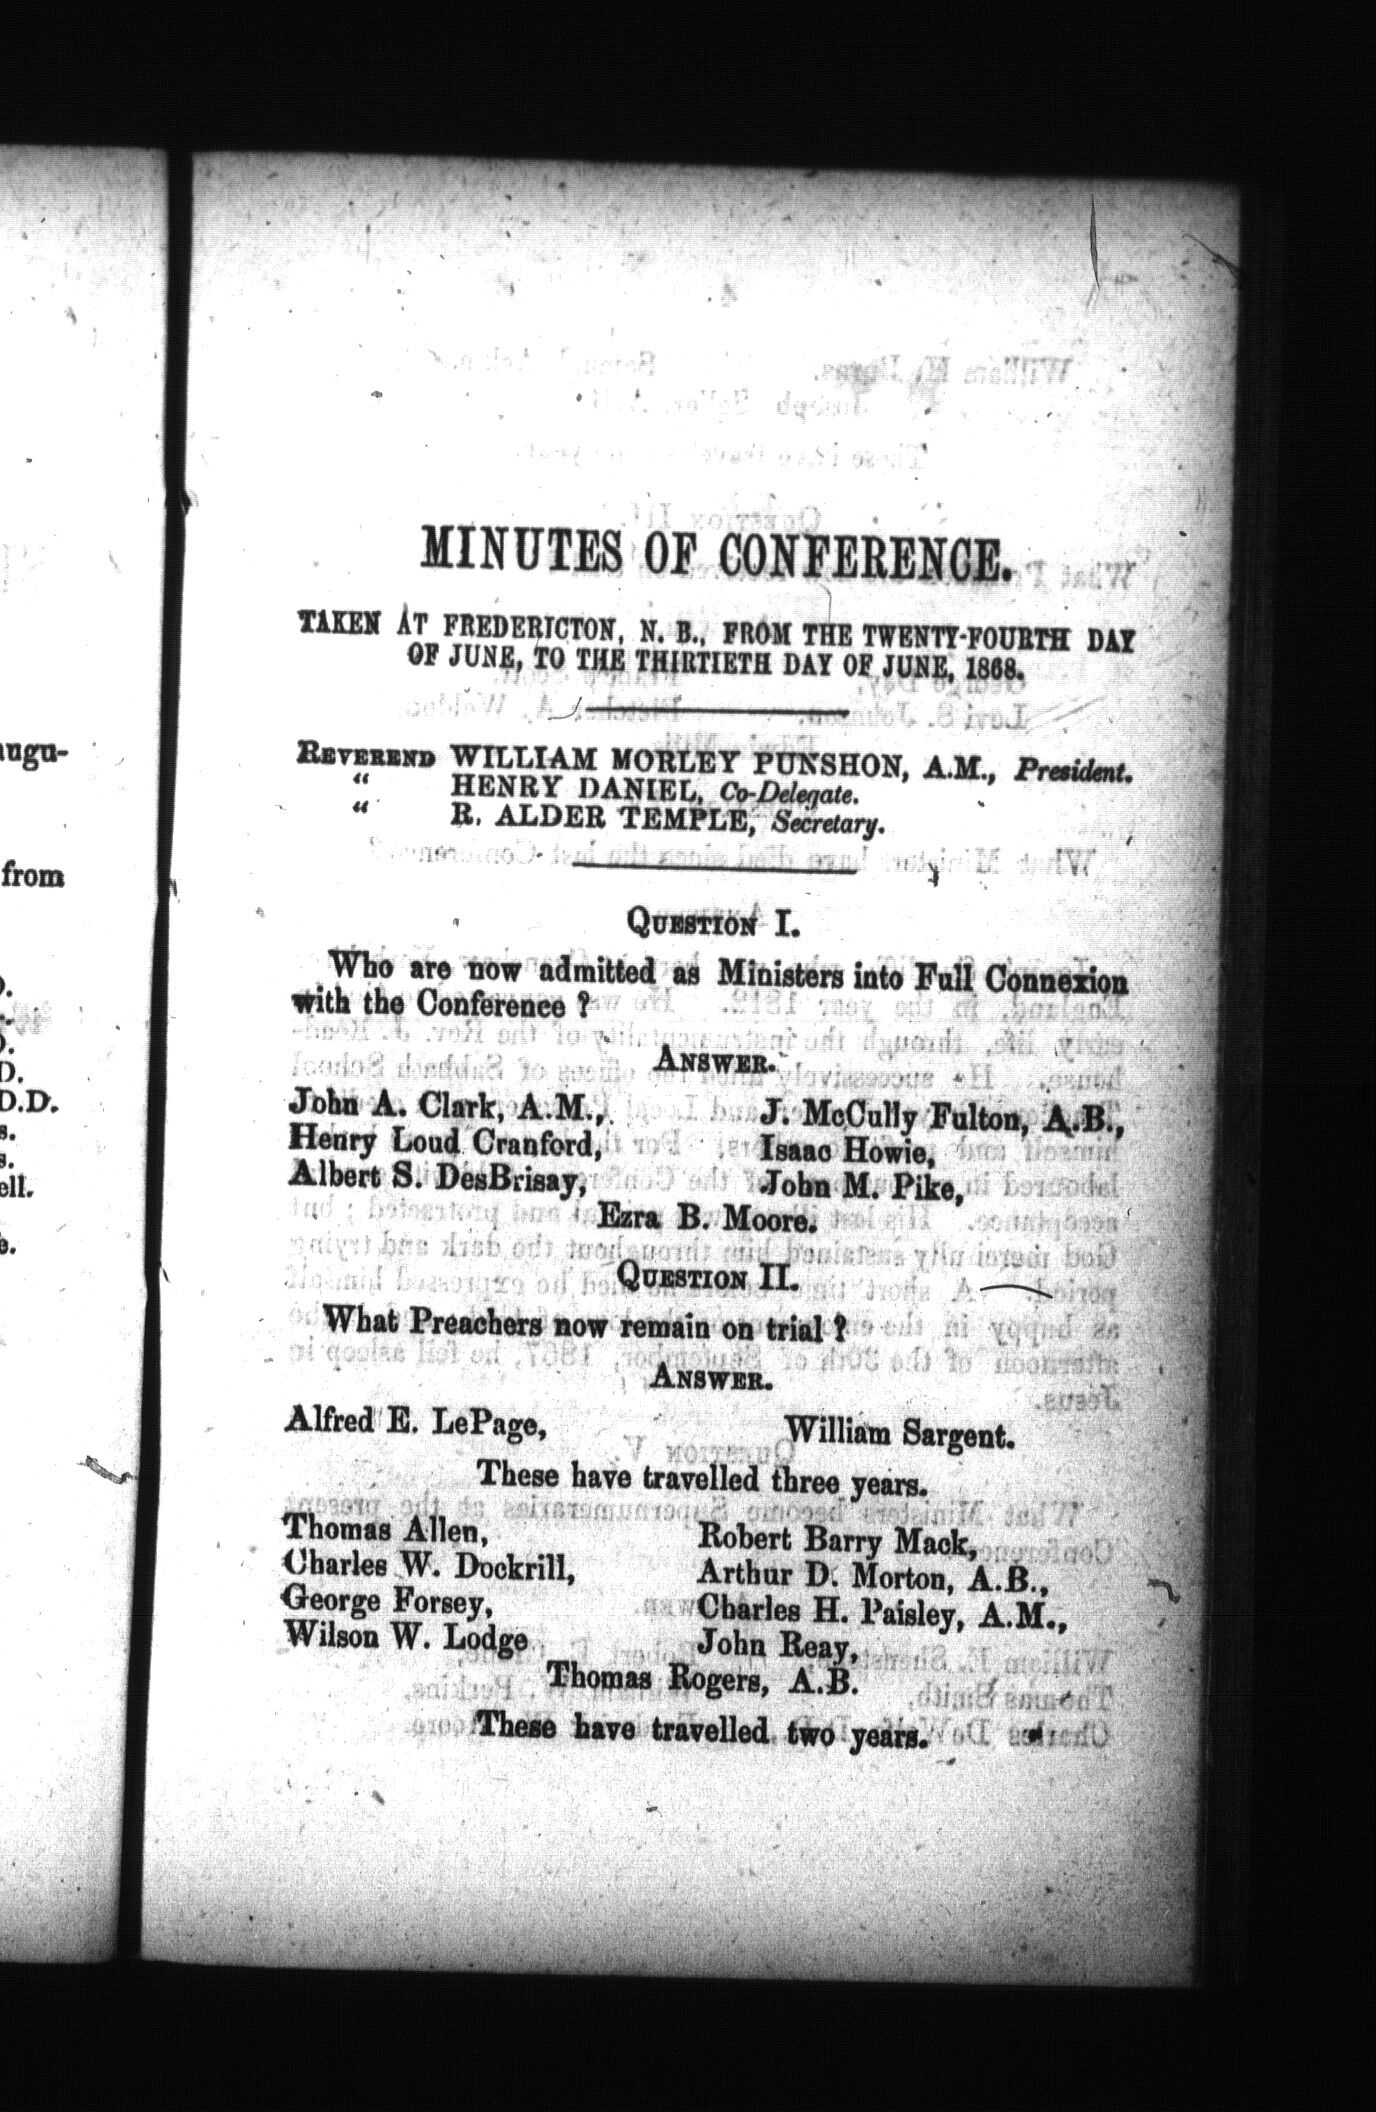 augu-
from
D.D.
s.
s.
ell.
MINUTES OF CONFERENCE.
TAKEN AT FREDERICTON, N. B., FROM THE TWENTY-FOURTH DAY
OF JUNE, TO THE THIRTIETH DAY OF JUNE, 1868.
REVEREND WILLIAM MORLEY PUNSHON, A.M., President.
" HENRY DANIEL, Co-Delegate.
" R. ALDER TEMPLE, Secretary.
QUESTION I.
Who are now admitted as Ministers into Full Connexion
with the Conference ?
ANSWER.
John A. Clark, A.M., J. McCully Fulton, A.B.,
Henry Loud Cranford, Isaac Howie,
Albert S. DesBrisay, John M. Pike,
Ezra B. Moore.
QUESTION II.
What Preachers now remain on trial ?
ANSWER.
Alfred E. LePage, William Sargent.
These have travelled three years.
Thomas Allen, Robert Barry Mack,
Charles W. Dockrill, Arthur D. Morton, A.B.,
George Forsey, Charles H. Paisley, A.M.,
Wilson W. Lodge John Reay,
Thomas Rogers, A.B.
These have travelled two years.